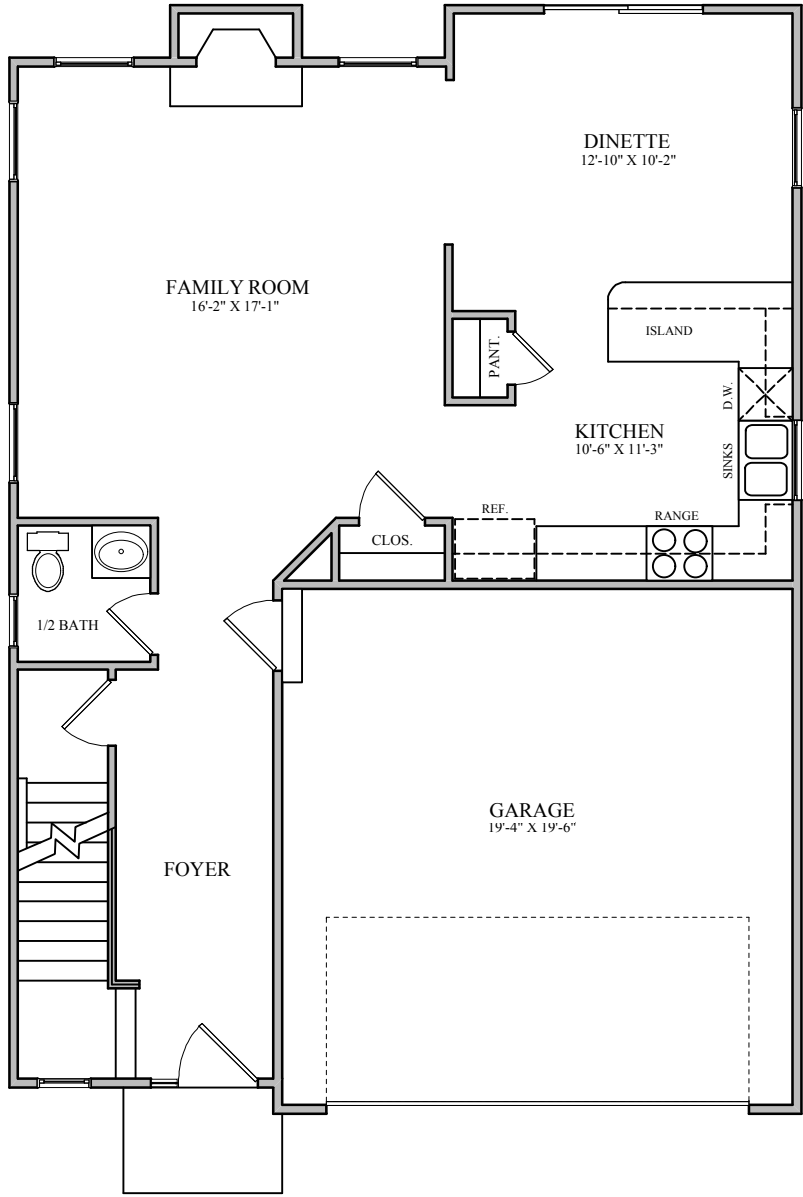 DINETTE
12'-10" X 10'-2"
FAMILY ROOM
16'-2" X 17'-1"
ISLAND
PANT.
D.W.
KITCHEN
10'-6" X 11'-3"
SINKS
REF.
RANGE
CLOS.
1/2 BATH
GARAGE
19'-4" X 19'-6"
FOYER